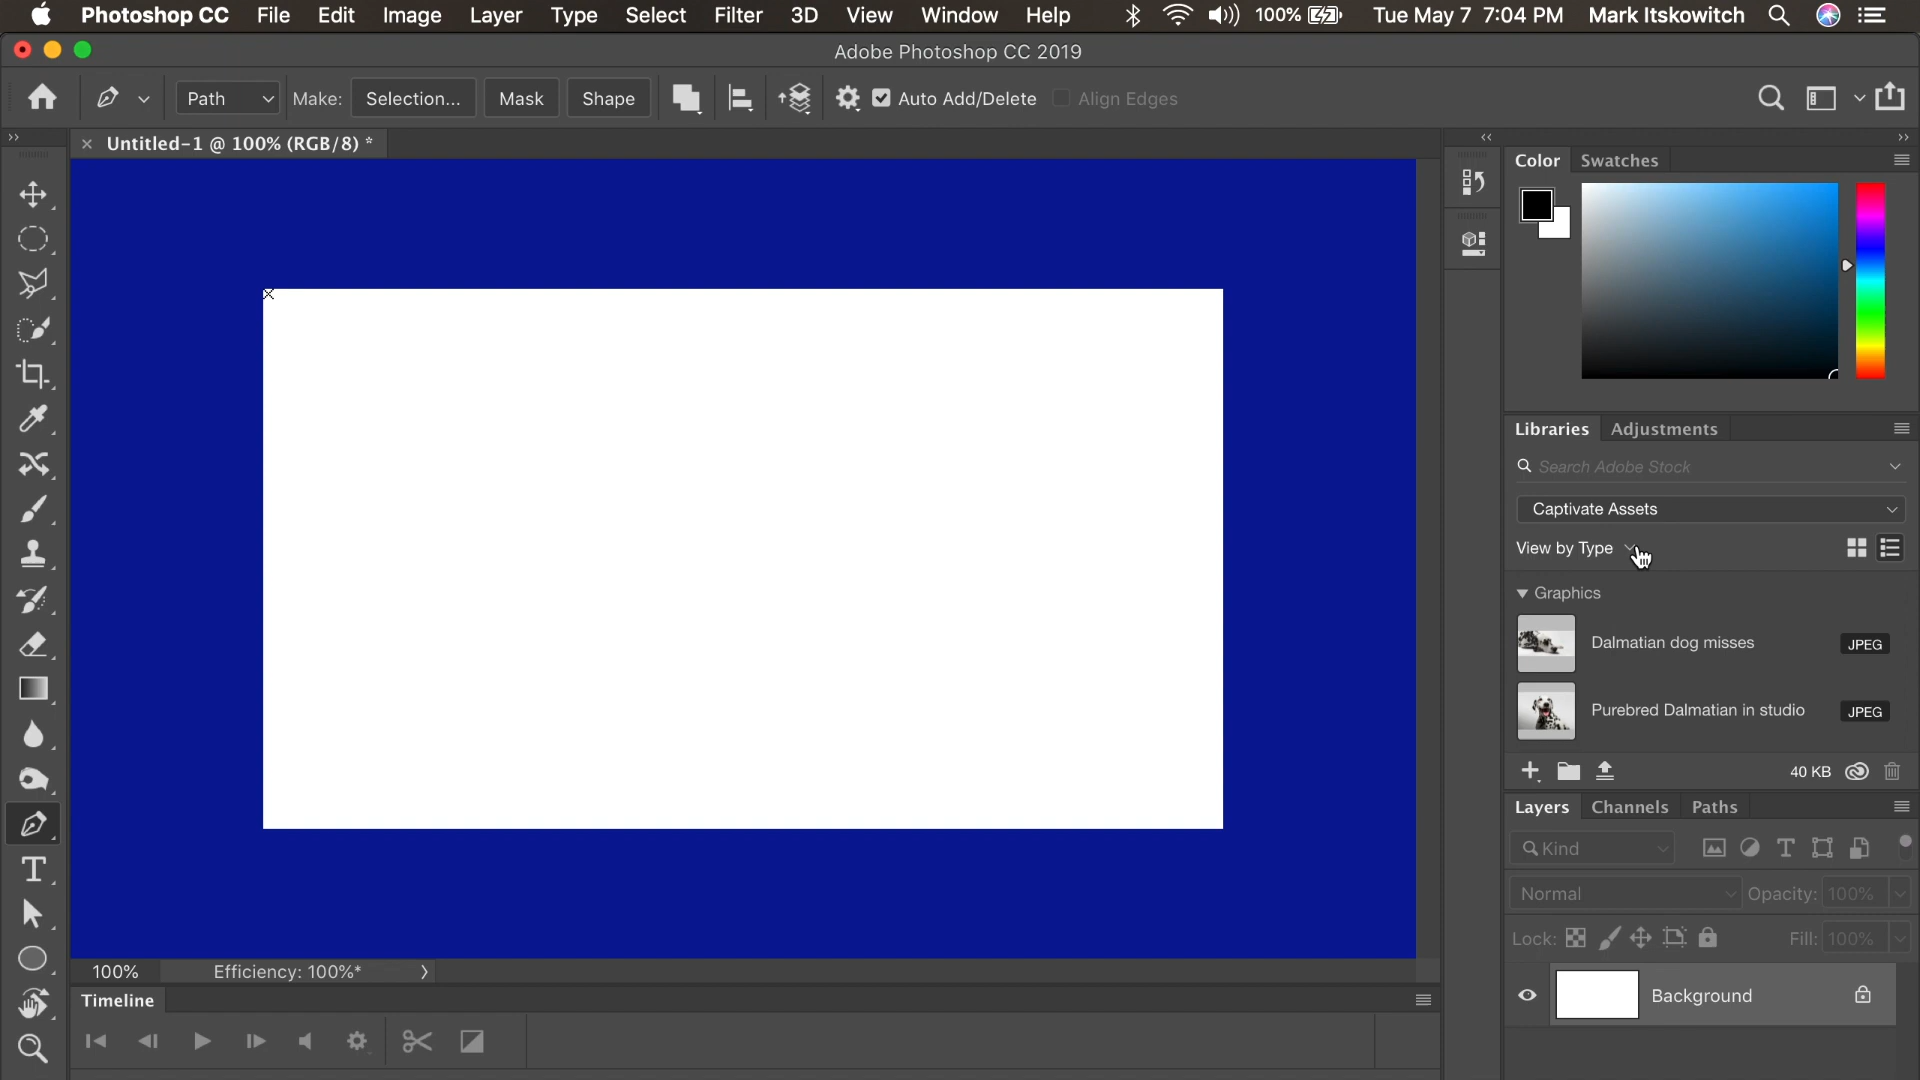 Photoshop CC File Edit Image Layer Type Select Filter 3D View Window Help 100% Tue May 7 7:04 PM Mark Itskowitch
Adobe Photoshop CC 2019
Path Make: Selection... Mask Shape Auto Add/Delete Align Edges
Untitled-1 @ 100% (RGB/8) *
Color Swatches
Libraries Adjustments
Search Adobe Stock
Captivate Assets
View by Type
Graphics
Dalmatian dog misses JPEG
Purebred Dalmatian in studio JPEG
40 KB
Layers Channels Paths
Kind
Normal Opacity: 100%
Lock: Fill: 100%
Background
100% Efficiency: 100%*
Timeline